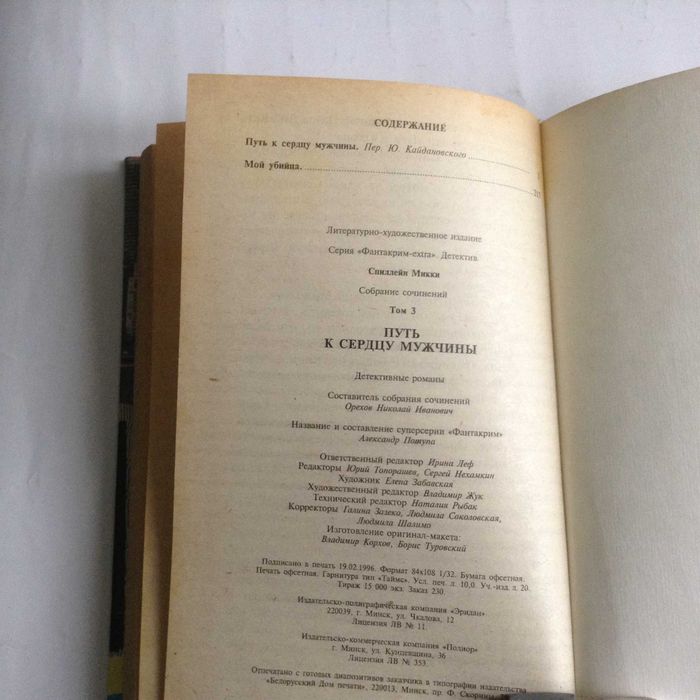 СОДЕРЖАНИЕ
Путь к сердцу мужчины. Пер. Ю. Кайдановского
Мой убийца.
Литературно-художественное издание
Серия «Фантакрим-extra». Детектив
Спиллейн Микки
Собрание сочинений
Том 3
ПУТЬ
К СЕРДЦУ МУЖЧИНЫ
Детективные романы
Составитель собрания сочинений
Орехов Николай Иванович
Название и составление суперсерии «Фантакрим»
Александр Потупа
Ответственный редактор Ирина Леф
Редакторы Юрий Топорашев, Сергей Нехамкин
Художник Елена Забавская
Художественный редактор Владимир Жук
Технический редактор Наталия Рыбак
Корректоры Галина Зазеко, Людмила Соколовская,
Людмила Шалимо
Изготовление оригинал-макета:
Владимир Корхов, Борис Туровский
Подписано в печать 19.02.1996. Формат 84х108 1/32. Бумага офсетная.
Печать офсетная. Гарнитура тип «Таймс». Усл. печ. л. 10,0. Уч.-изд. л. 20.
Тираж 15 000 экз. Заказ 230.
Издательско-полиграфическая компания «Эридан»
220039, г. Минск, ул. Чкалова, 12
Лицензия ЛВ № 11.
Издательско-коммерческая компания «Полиор»
г. Минск, ул. Кунцевщина, 36
Лицензия ЛВ № 353.
Отпечатано с готовых диапозитивов заказчика в типографии издательства
«Белорусский Дом печати». 220013, Минск, пр. Ф. Скорины,